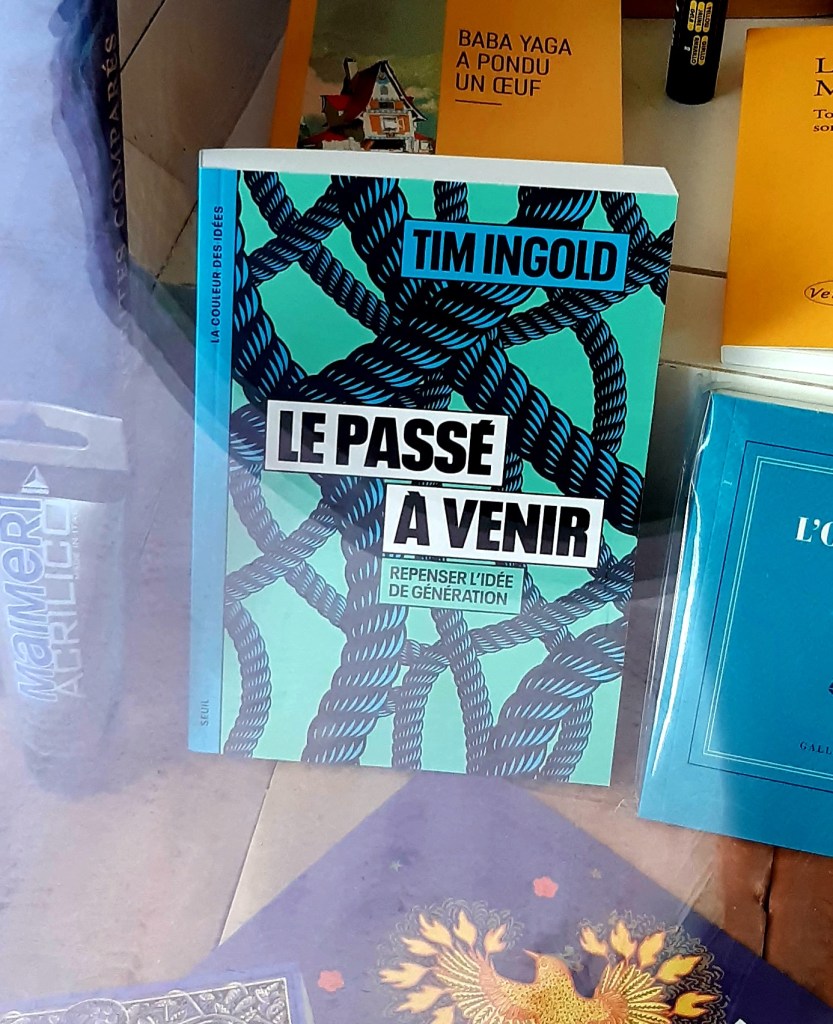 BABA YAGA
A PONDU
UN ŒUF
LA COULEUR DES IDÉES
TIM INGOLD
LE PASSÉ
À VENIR
REPENSER L'IDÉE
DE GÉNÉRATION
SEUIL
MAIMERI
ACRILICO
COMPARÉS